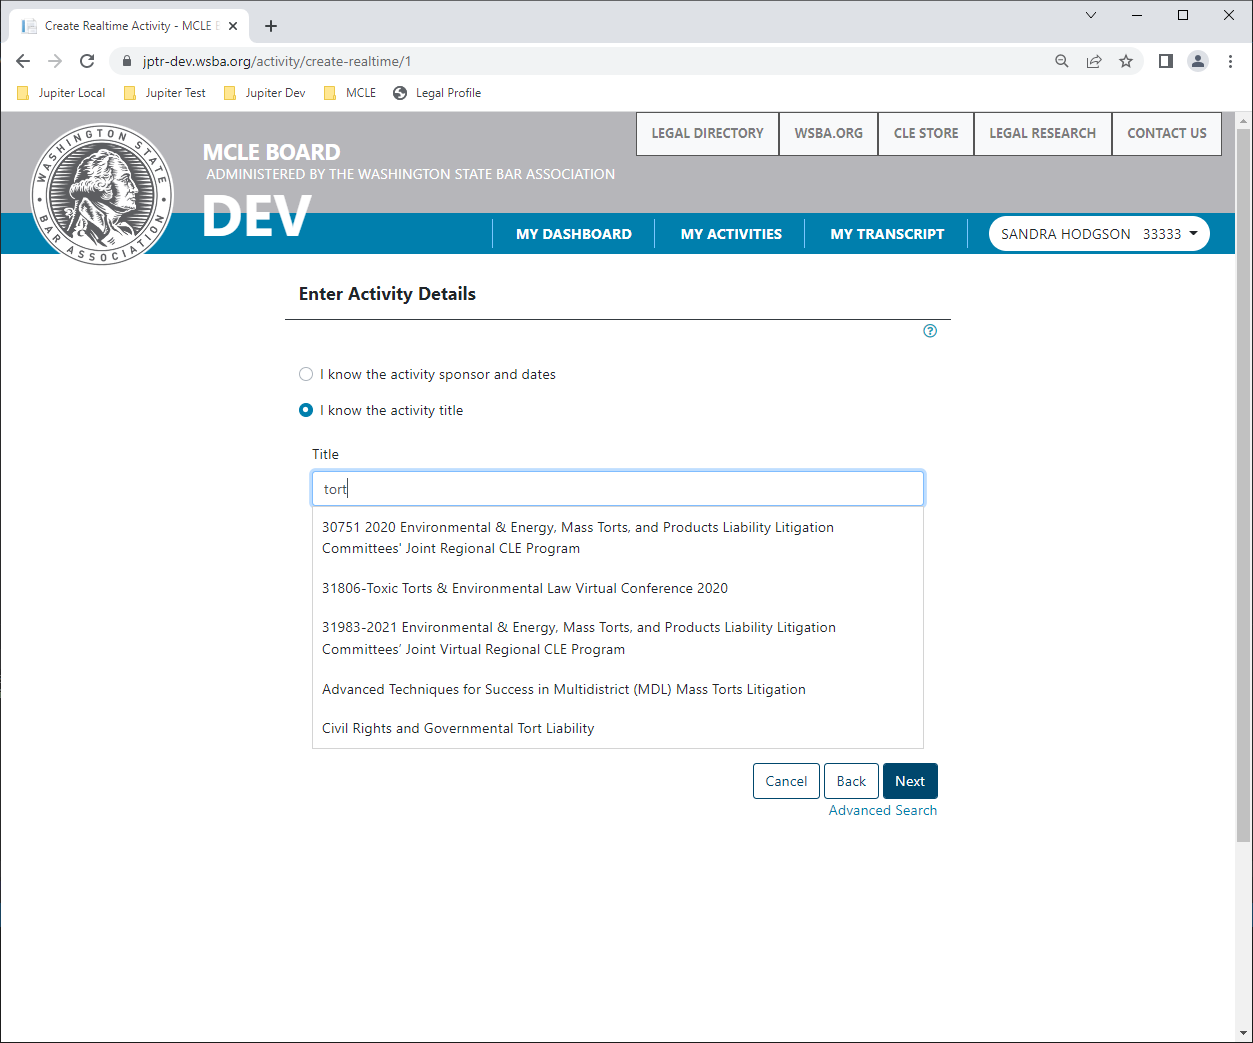 Create Realtime Activity - MCLE B
jptr-dev.wsba.org/activity/create-realtime/1
Jupiter Local
Jupiter Test
Jupiter Dev
MCLE
Legal Profile
LEGAL DIRECTORY
WSBA.ORG
CLE STORE
LEGAL RESEARCH
CONTACT US
WASHINGTON STATE
BAR ASSOCIATION
MCLE BOARD
ADMINISTERED BY THE WASHINGTON STATE BAR ASSOCIATION
DEV
MY DASHBOARD
MY ACTIVITIES
MY TRANSCRIPT
SANDRA HODGSON 33333
Enter Activity Details
?
I know the activity sponsor and dates
I know the activity title
Title
tort
30751 2020 Environmental & Energy, Mass Torts, and Products Liability Litigation
Committees' Joint Regional CLE Program
31806-Toxic Torts & Environmental Law Virtual Conference 2020
31983-2021 Environmental & Energy, Mass Torts, and Products Liability Litigation
Committees’ Joint Virtual Regional CLE Program
Advanced Techniques for Success in Multidistrict (MDL) Mass Torts Litigation
Civil Rights and Governmental Tort Liability
Cancel
Back
Next
Advanced Search